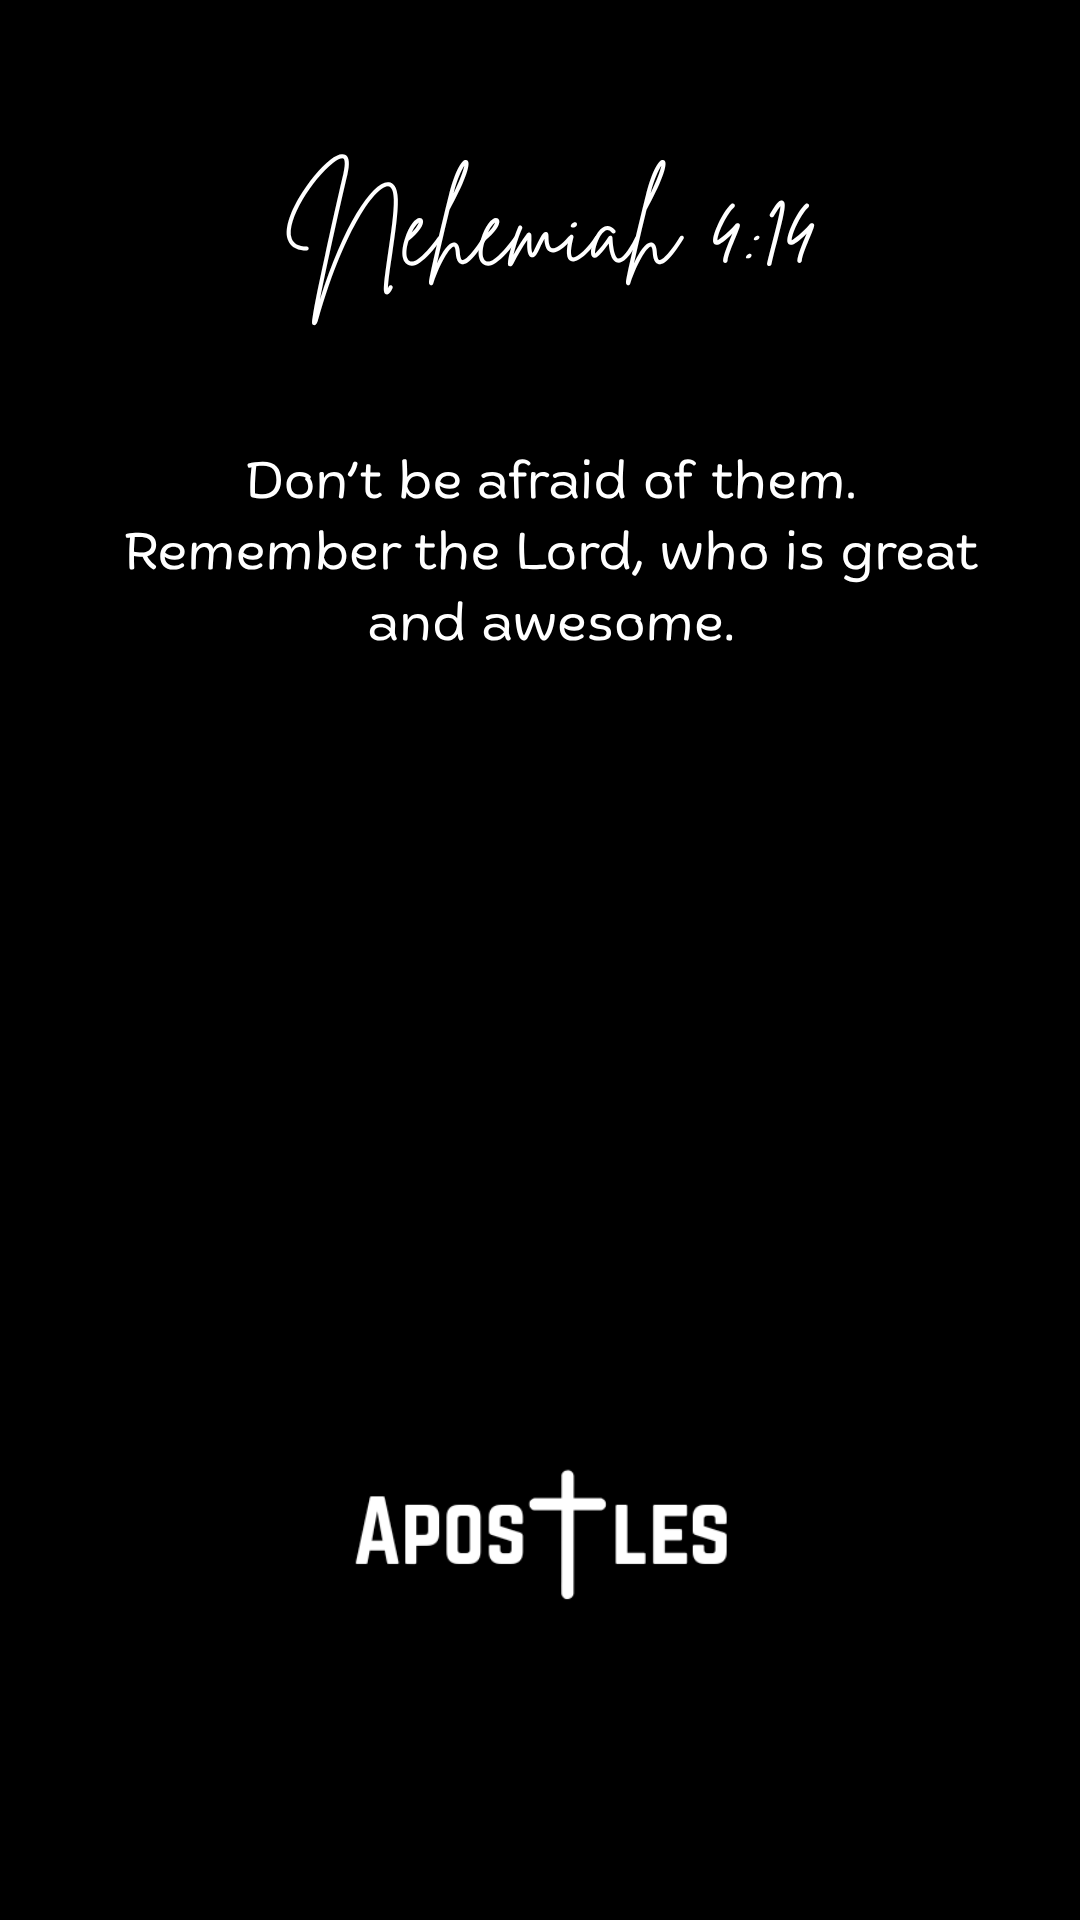 Nehemiah 4:14
Don't be afraid of them.
Remember the Lord, who is great
and awesome.
Apostles